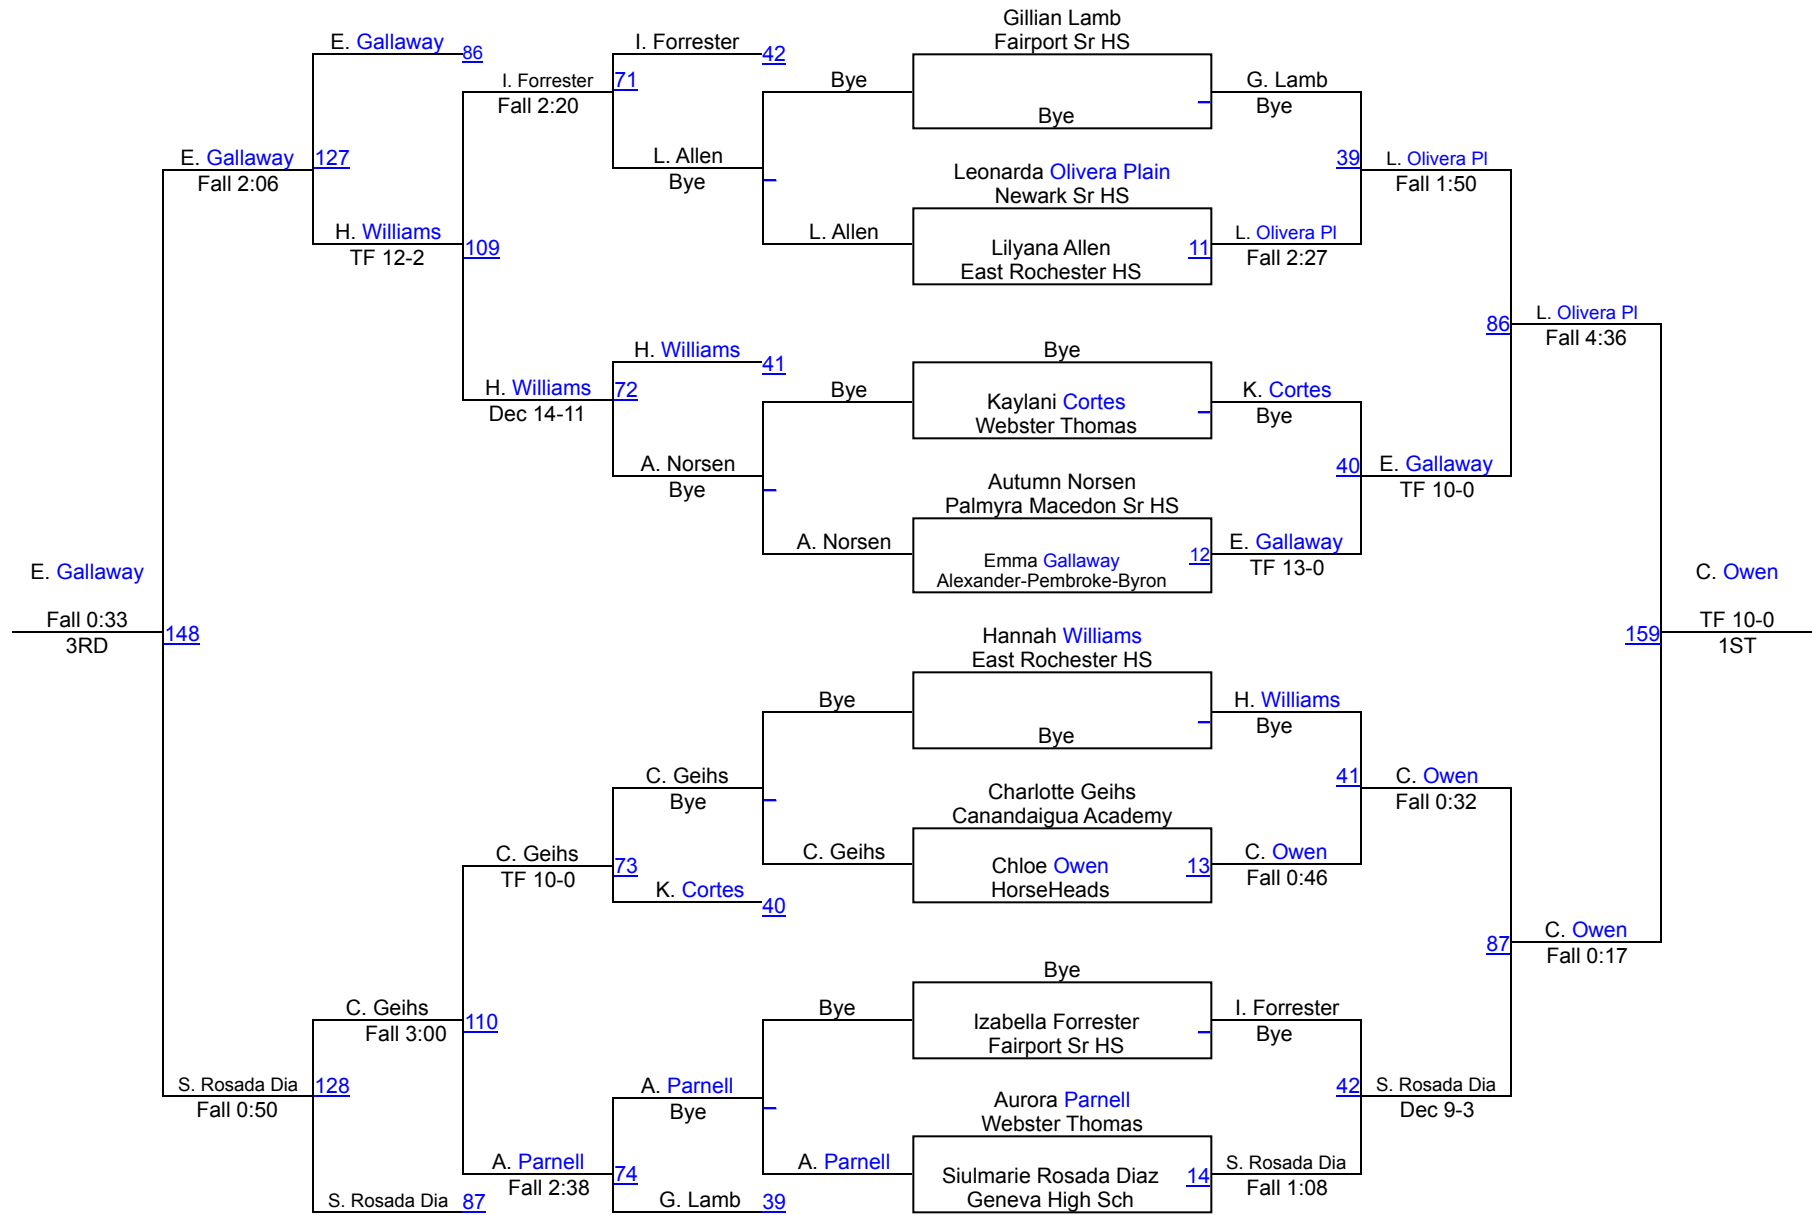 Gillian Lamb
Fairport Sr HS
Bye
E. Gallaway
86
I. Forrester
42
I. Forrester
71
Fall 2:20
Bye
G. Lamb
Bye
L. Allen
Bye
E. Gallaway
127
Fall 2:06
39
L. Olivera Pl
Fall 1:50
Leonarda Olivera Plain
Newark Sr HS
Lilyana Allen
East Rochester HS
11
L. Allen
L. Olivera Pl
Fall 2:27
H. Williams
109
TF 12-2
86
L. Olivera Pl
Fall 4:36
Bye
Kaylani Cortes
Webster Thomas
H. Williams
41
H. Williams
72
Dec 14-11
Bye
K. Cortes
Bye
A. Norsen
Bye
40
E. Gallaway
TF 10-0
Autumn Norsen
Palmyra Macedon Sr HS
Emma Gallaway
Alexander-Pembroke-Byron
12
A. Norsen
E. Gallaway
TF 13-0
E. Gallaway
Fall 0:33
3RD
148
C. Owen
159
TF 10-0
1ST
Hannah Williams
East Rochester HS
Bye
Bye
H. Williams
Bye
C. Geihs
Bye
41
C. Owen
Fall 0:32
Charlotte Geihs
Canandaigua Academy
Chloe Owen
HorseHeads
13
C. Geihs
C. Owen
Fall 0:46
C. Geihs
73
TF 10-0
K. Cortes
40
87
C. Owen
Fall 0:17
Bye
Izabella Forrester
Fairport Sr HS
Bye
I. Forrester
Bye
C. Geihs
110
Fall 3:00
S. Rosada Dia
128
Fall 0:50
A. Parnell
Bye
42
S. Rosada Dia
Dec 9-3
Aurora Parnell
Webster Thomas
Siulmarie Rosada Diaz
Geneva High Sch
14
A. Parnell
S. Rosada Dia
Fall 1:08
A. Parnell
74
Fall 2:38
S. Rosada Dia
87
G. Lamb
39